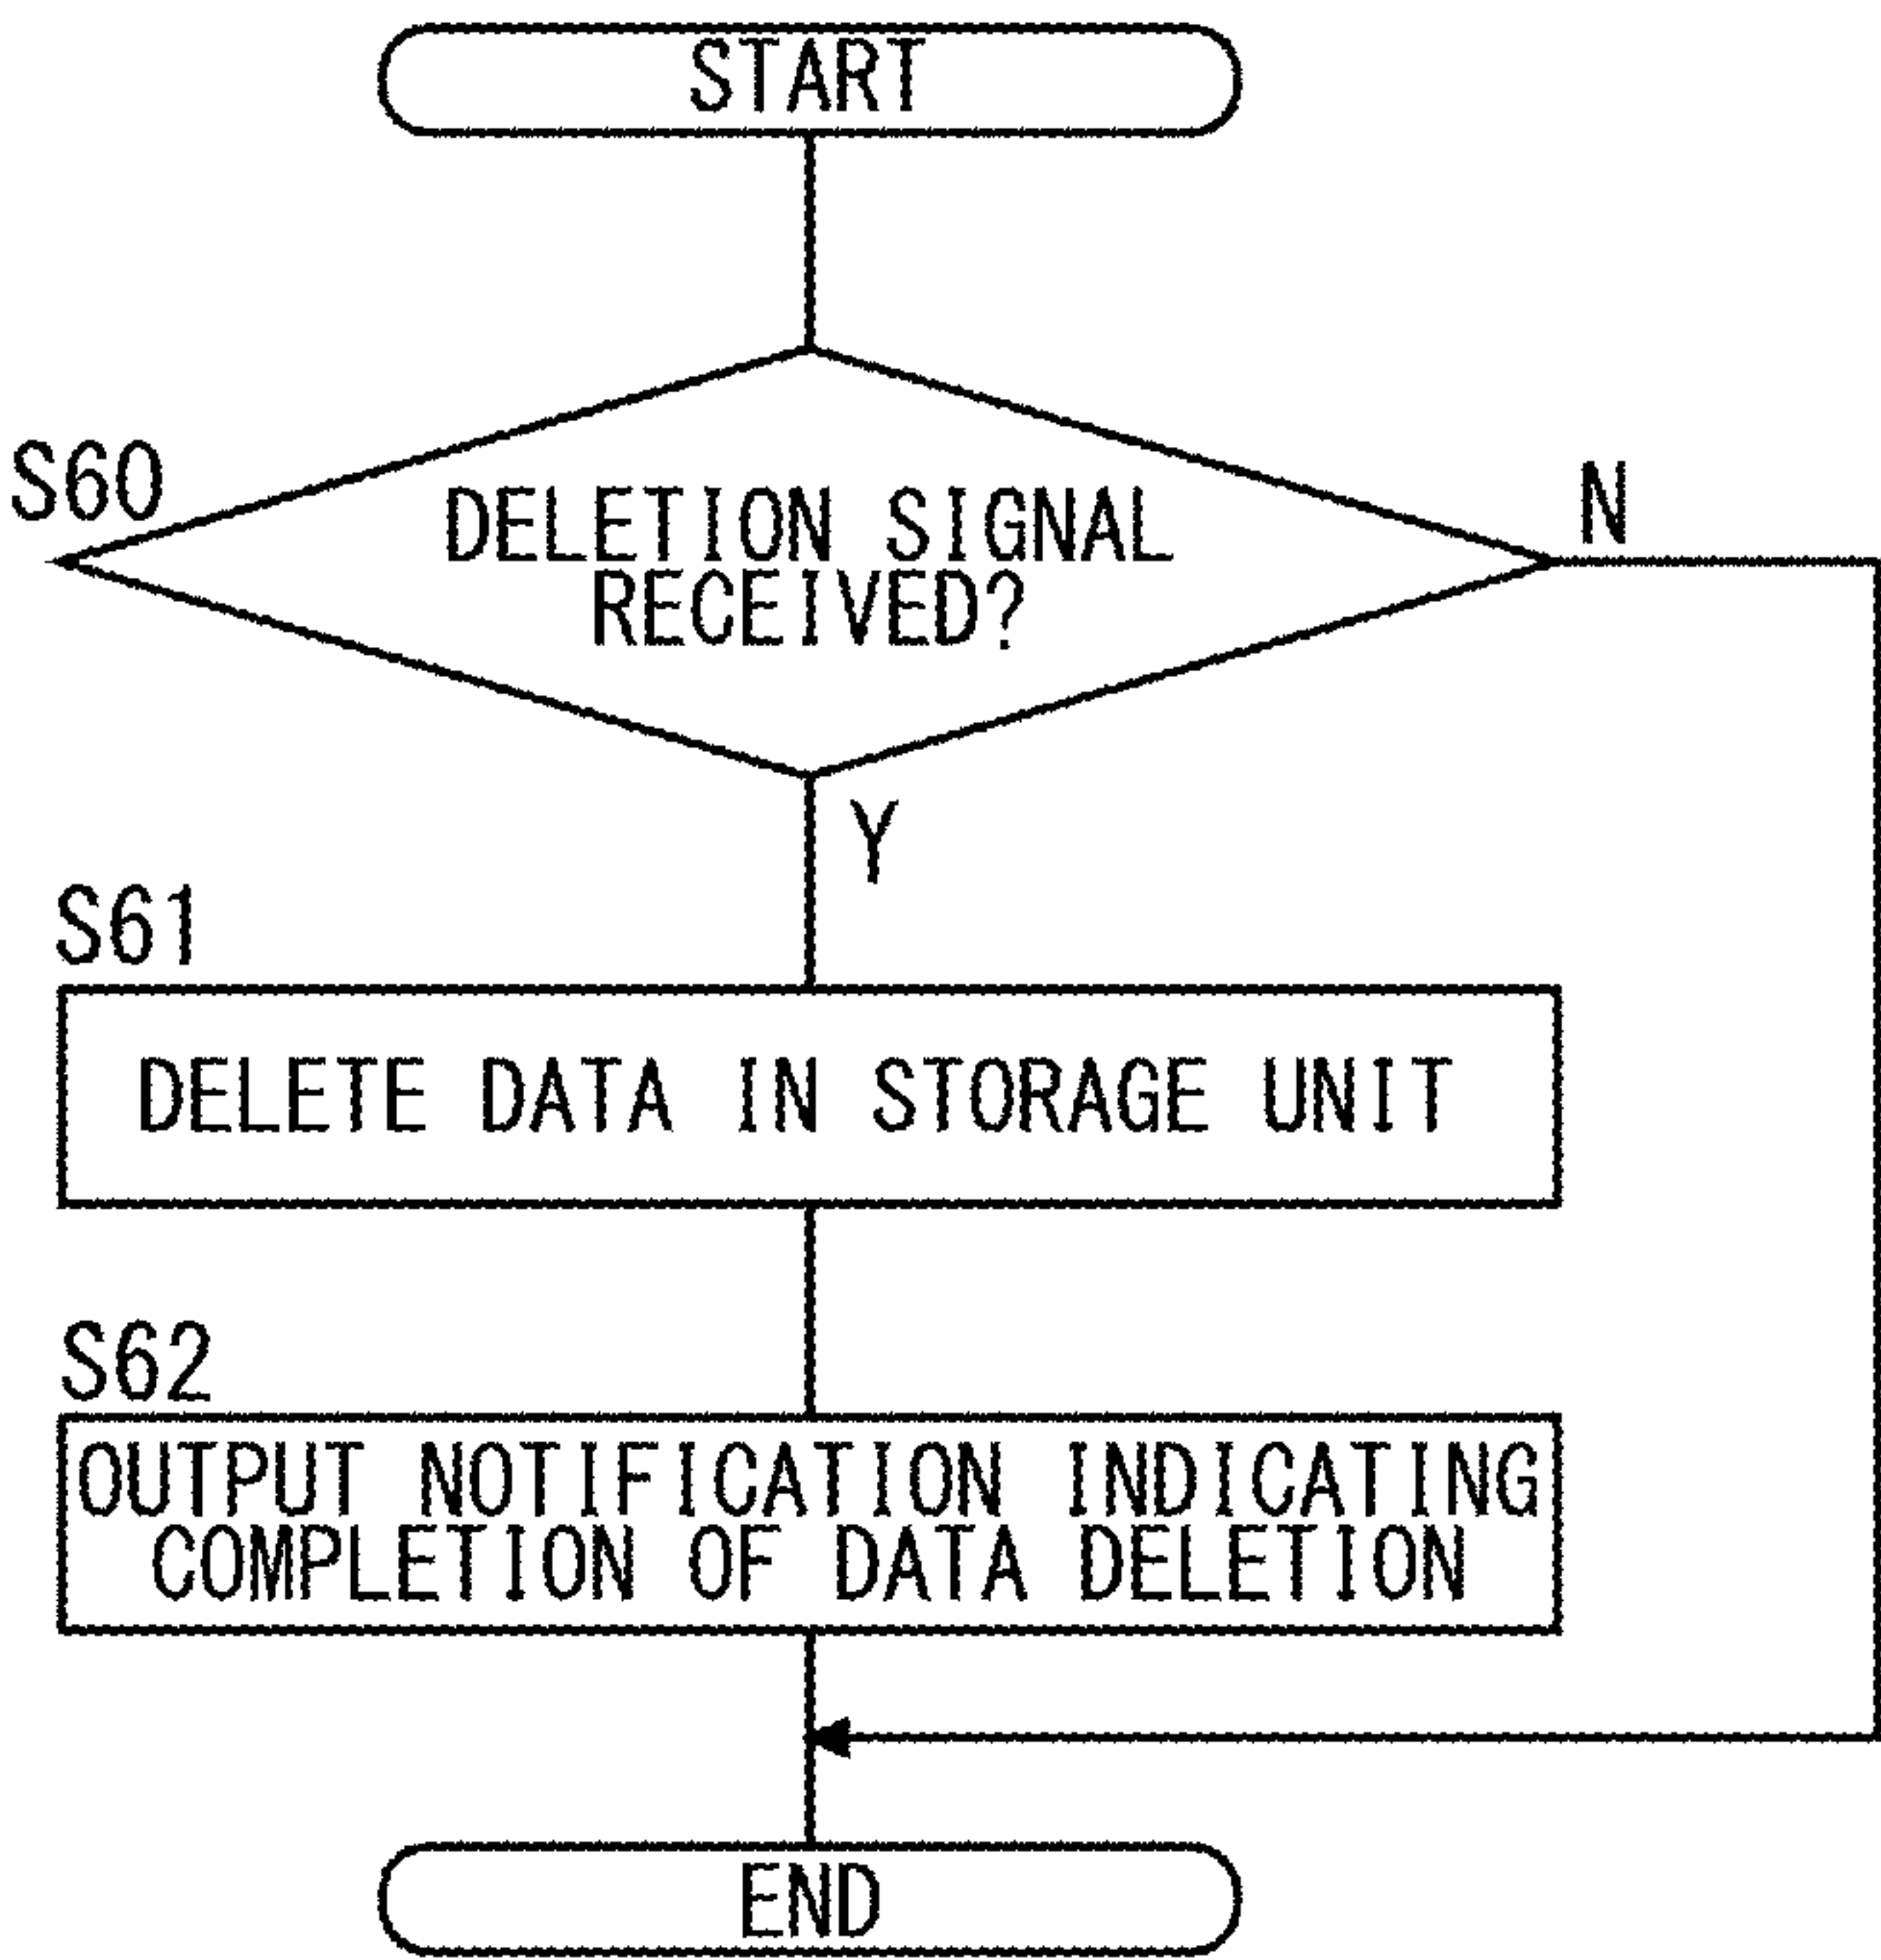 START
S60
DELETION SIGNAL
RECEIVED?
N
Y
S61
DELETE DATA IN STORAGE UNIT
S62
OUTPUT NOTIFICATION INDICATING
COMPLETION OF DATA DELETION
END